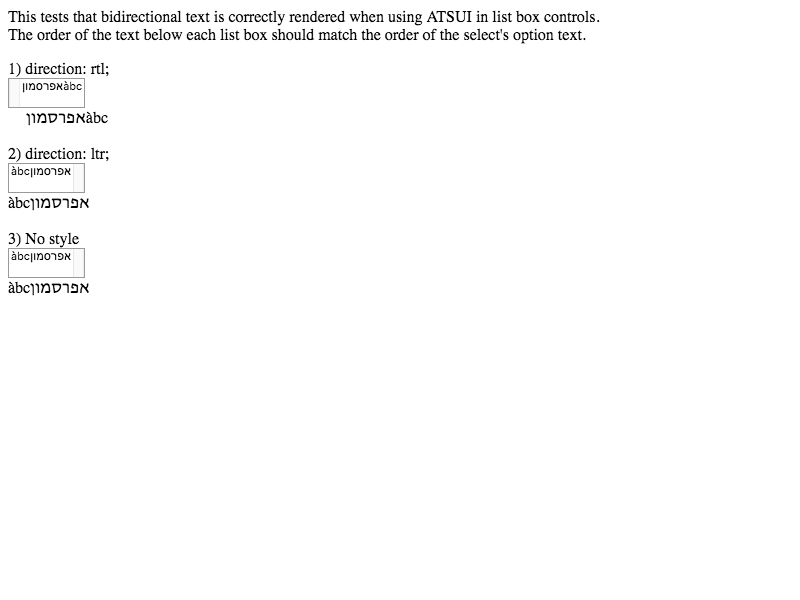 This tests that bidirectional text is correctly rendered when using ATSUI in list box controls.
The order of the text below each list box should match the order of the select's option text.
1) direction: rtl;
àbcאפרסמון
àbcאפרסמון
2) direction: ltr;
àbcאפרסמון
àbcאפרסמון
3) No style
àbcאפרסמון
àbcאפרסמון